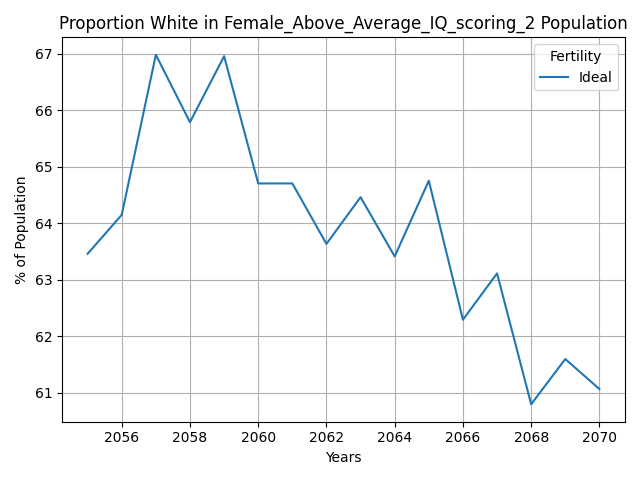 Proportion White in Female_Above_Average_IQ_scoring_2 Population
Fertility
Ideal
67
66
65
64
63
62
61
% of Population
2056 2058 2060 2062 2064 2066 2068 2070
Years